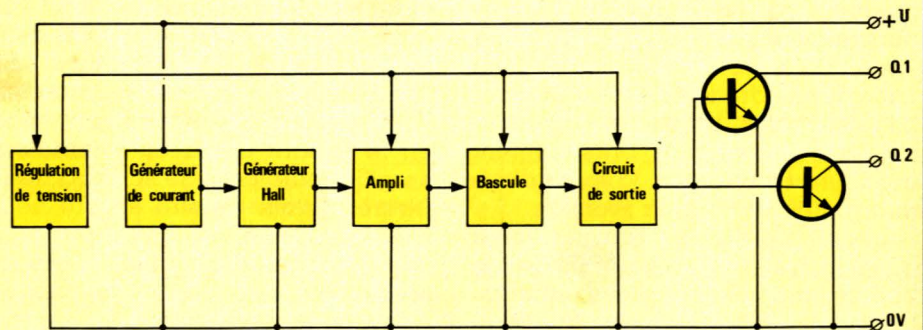 +U
Q1
Q2
Régulation
de tension
Générateur
de courant
Générateur
Hall
Ampli
Bascule
Circuit
de sortie
0V